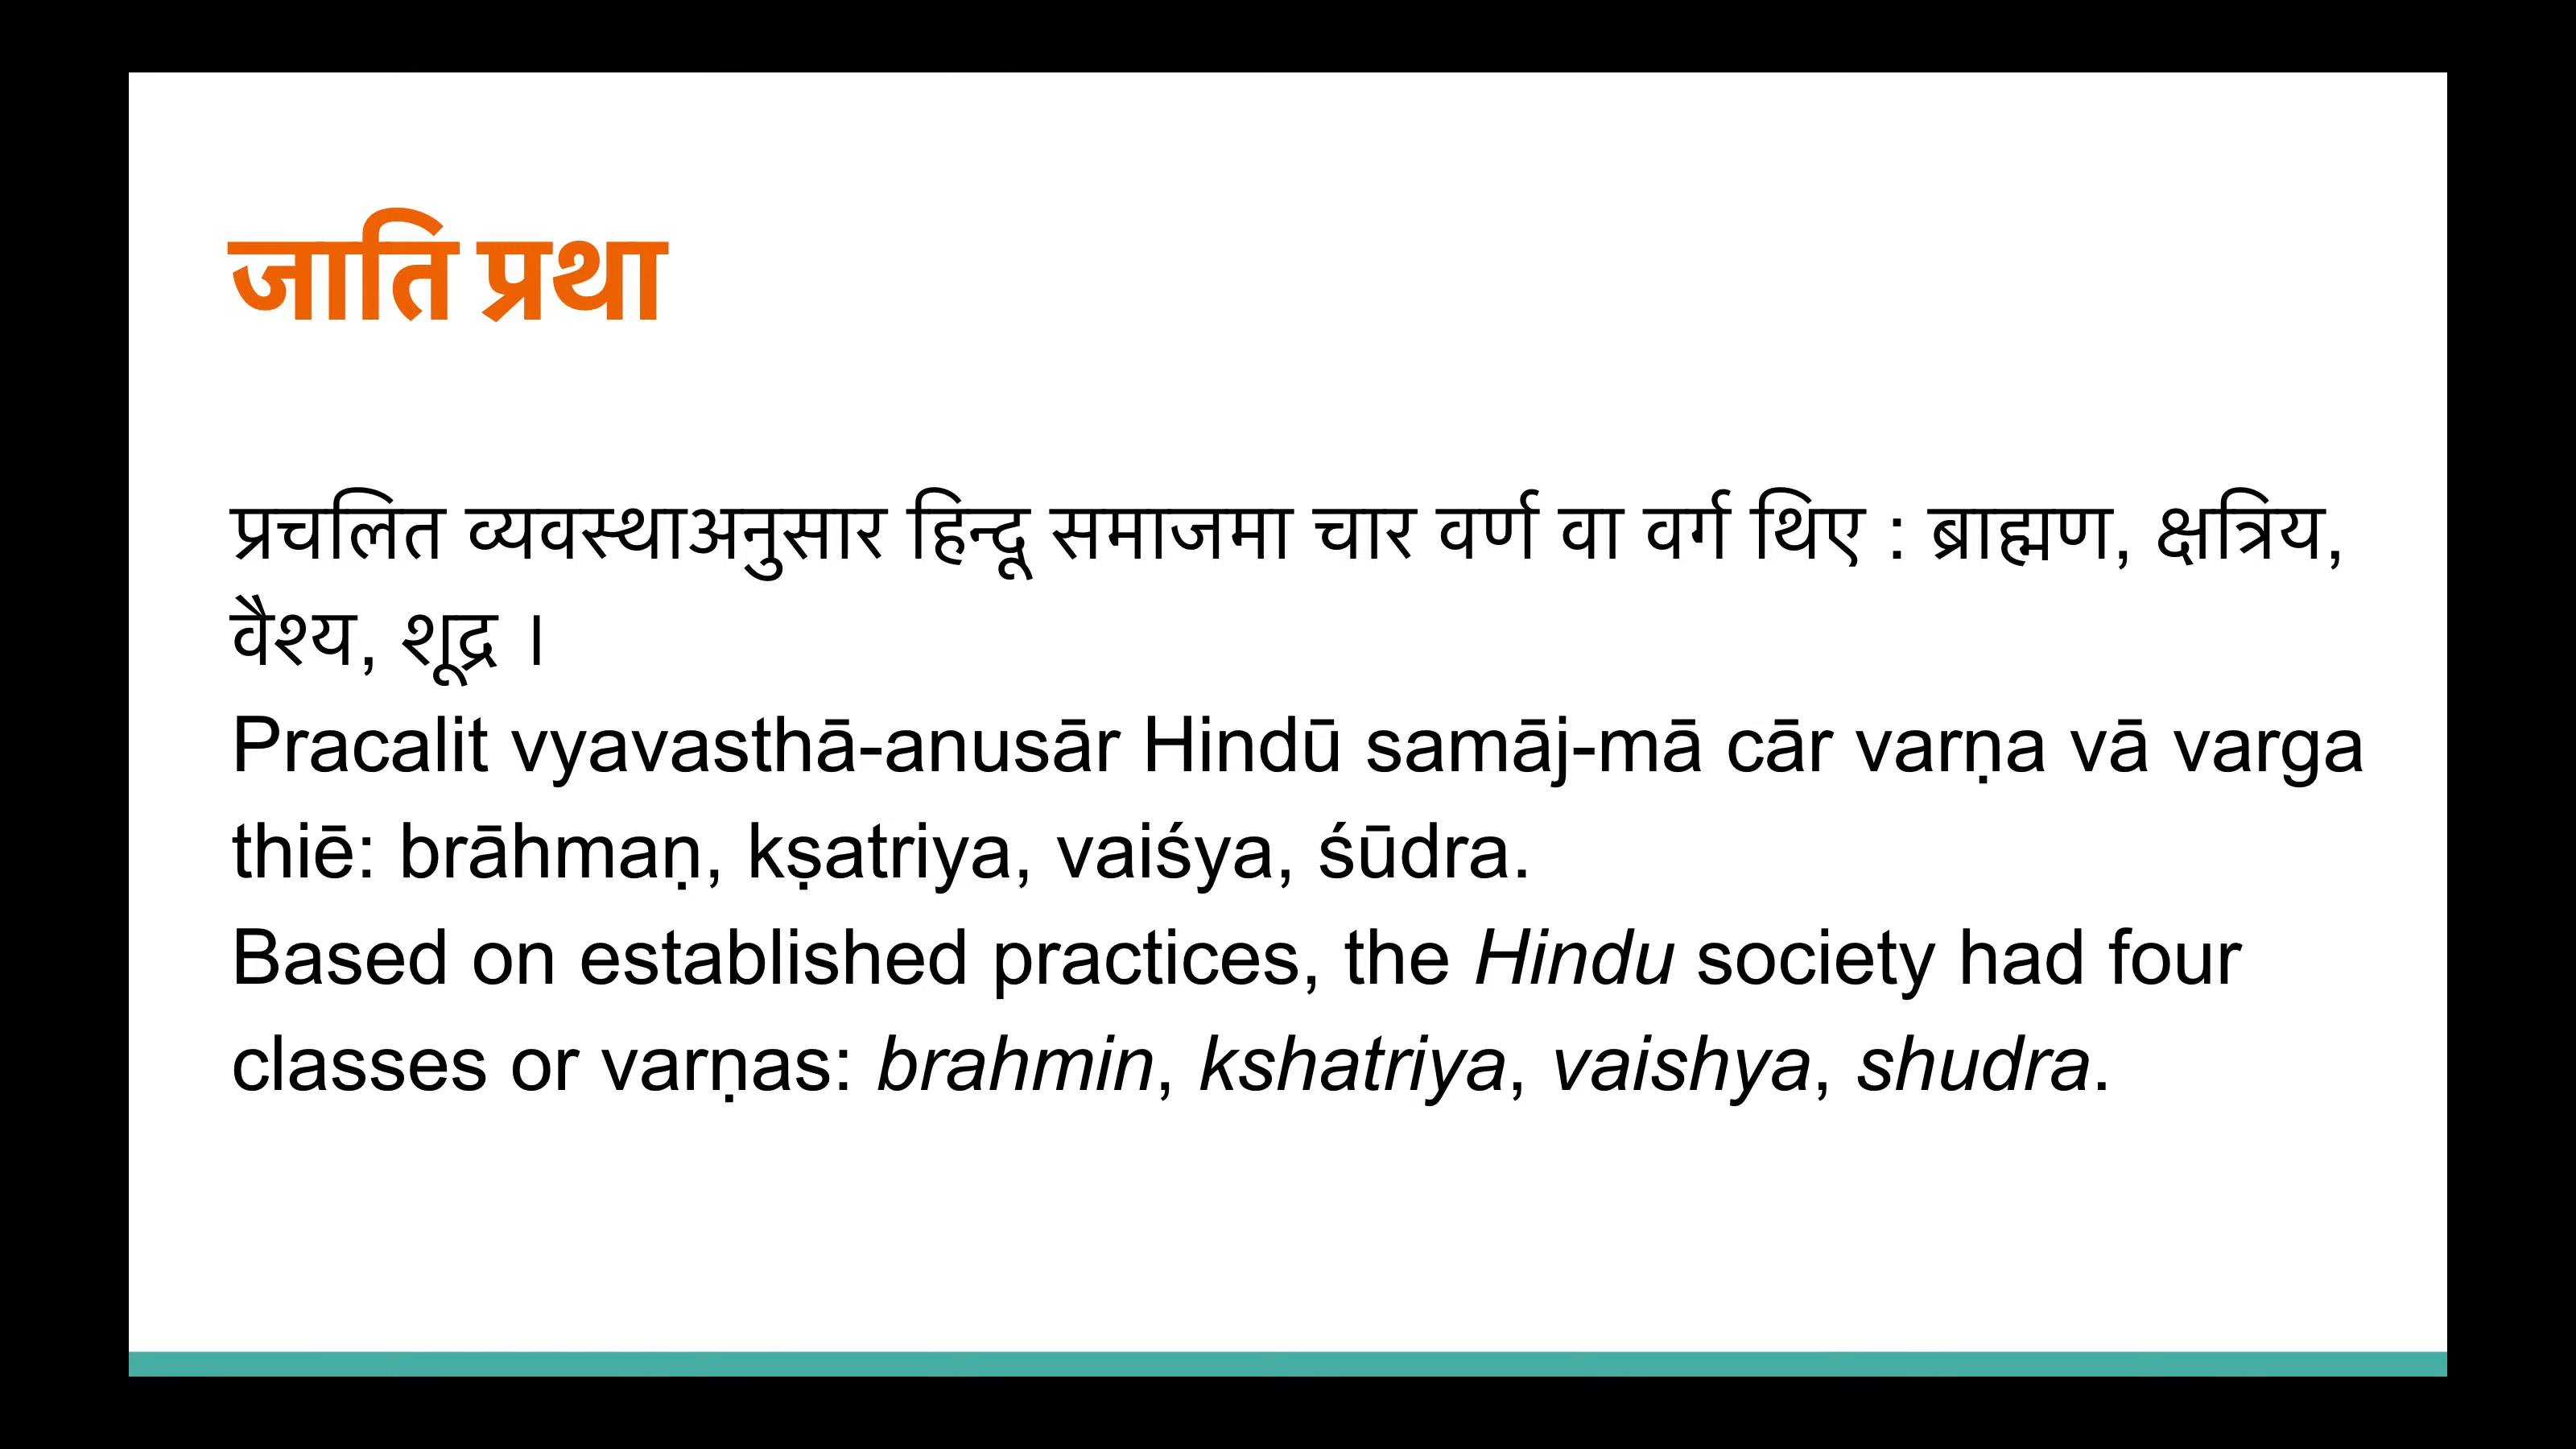 जाति प्रथा
प्रचलित व्यवस्थाअनुसार हिन्दू समाजमा चार वर्ण वा वर्ग थिए : ब्राह्मण, क्षत्रिय,
वैश्य, शूद्र ।
Pracalit vyavasthā-anusār Hindū samāj-mā cār varṇa vā varga
thiē: brāhmaṇ, kṣatriya, vaiśya, śūdra.
Based on established practices, the Hindu society had four
classes or varṇas: brahmin, kshatriya, vaishya, shudra.